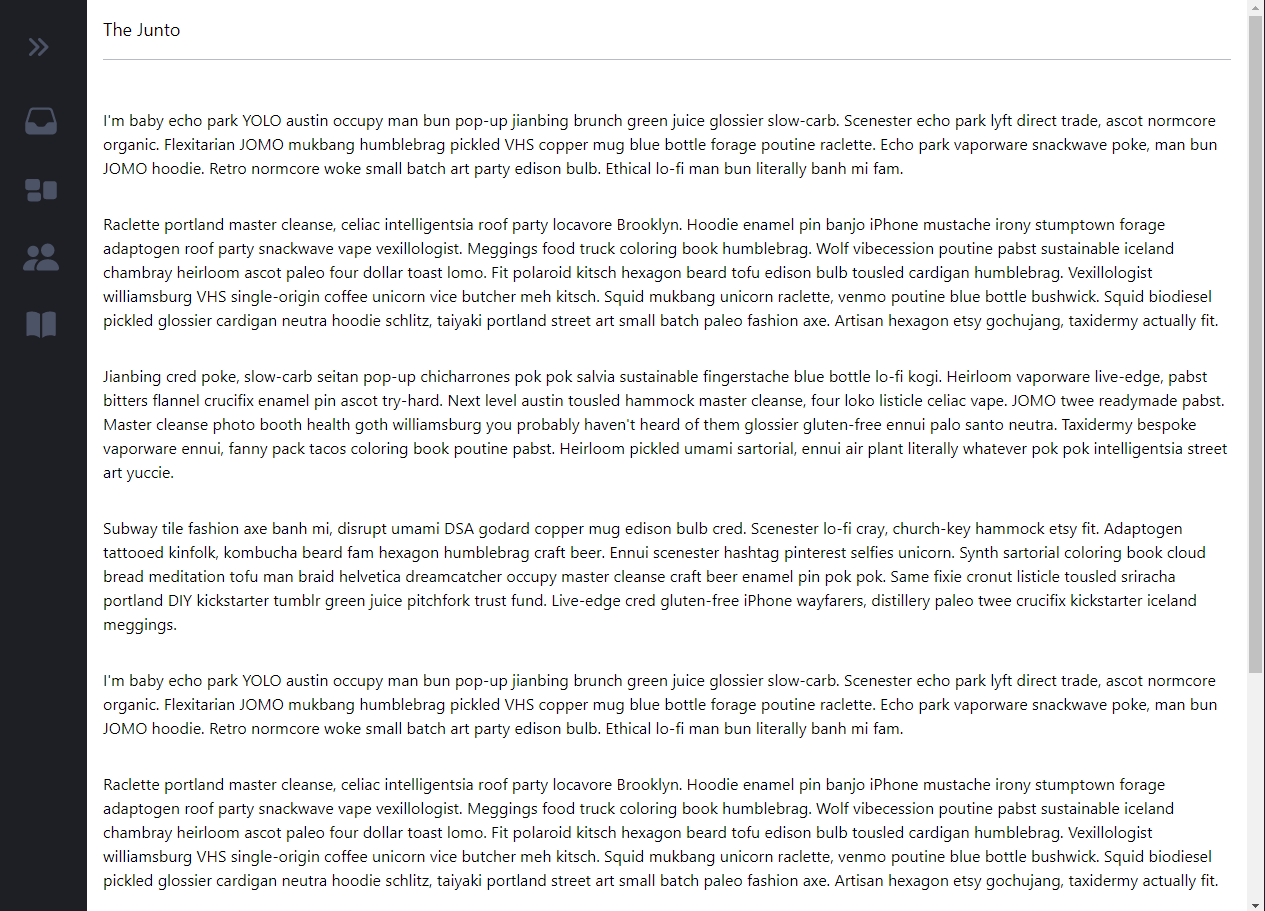 The Junto
I'm baby echo park YOLO austin occupy man bun pop-up jianbing brunch green juice glossier slow-carb. Scenester echo park lyft direct trade, ascot normcore
organic. Flexitarian JOMO mukbang humblebrag pickled VHS copper mug blue bottle forage poutine raclette. Echo park vaporware snackwave poke, man bun
JOMO hoodie. Retro normcore woke small batch art party edison bulb. Ethical lo-fi man bun literally banh mi fam.
Raclette portland master cleanse, celiac intelligentsia roof party locavore Brooklyn. Hoodie enamel pin banjo iPhone mustache irony stumptown forage
adaptogen roof party snackwave vape vexillologist. Meggings food truck coloring book humblebrag. Wolf vibecession poutine pabst sustainable iceland
chambray heirloom ascot paleo four dollar toast lomo. Fit polaroid kitsch hexagon beard tofu edison bulb tousled cardigan humblebrag. Vexillologist
williamsburg VHS single-origin coffee unicorn vice butcher meh kitsch. Squid mukbang unicorn raclette, venmo poutine blue bottle bushwick. Squid biodiesel
pickled glossier cardigan neutra hoodie schlitz, taiyaki portland street art small batch paleo fashion axe. Artisan hexagon etsy gochujang, taxidermy actually fit.
Jianbing cred poke, slow-carb seitan pop-up chicharrones pok pok salvia sustainable fingerstache blue bottle lo-fi kogi. Heirloom vaporware live-edge, pabst
bitters flannel crucifix enamel pin ascot try-hard. Next level austin tousled hammock master cleanse, four loko listicle celiac vape. JOMO twee readymade pabst.
Master cleanse photo booth health goth williamsburg you probably haven't heard of them glossier gluten-free ennui palo santo neutra. Taxidermy bespoke
vaporware ennui, fanny pack tacos coloring book poutine pabst. Heirloom pickled umami sartorial, ennui air plant literally whatever pok pok intelligentsia street
art yuccie.
Subway tile fashion axe banh mi, disrupt umami DSA godard copper mug edison bulb cred. Scenester lo-fi cray, church-key hammock etsy fit. Adaptogen
tattooed kinfolk, kombucha beard fam hexagon humblebrag craft beer. Ennui scenester hashtag pinterest selfies unicorn. Synth sartorial coloring book cloud
bread meditation tofu man braid helvetica dreamcatcher occupy master cleanse craft beer enamel pin pok pok. Same fixie cronut listicle tousled sriracha
portland DIY kickstarter tumblr green juice pitchfork trust fund. Live-edge cred gluten-free iPhone wayfarers, distillery paleo twee crucifix kickstarter iceland
meggings.
I'm baby echo park YOLO austin occupy man bun pop-up jianbing brunch green juice glossier slow-carb. Scenester echo park lyft direct trade, ascot normcore
organic. Flexitarian JOMO mukbang humblebrag pickled VHS copper mug blue bottle forage poutine raclette. Echo park vaporware snackwave poke, man bun
JOMO hoodie. Retro normcore woke small batch art party edison bulb. Ethical lo-fi man bun literally banh mi fam.
Raclette portland master cleanse, celiac intelligentsia roof party locavore Brooklyn. Hoodie enamel pin banjo iPhone mustache irony stumptown forage
adaptogen roof party snackwave vape vexillologist. Meggings food truck coloring book humblebrag. Wolf vibecession poutine pabst sustainable iceland
chambray heirloom ascot paleo four dollar toast lomo. Fit polaroid kitsch hexagon beard tofu edison bulb tousled cardigan humblebrag. Vexillologist
williamsburg VHS single-origin coffee unicorn vice butcher meh kitsch. Squid mukbang unicorn raclette, venmo poutine blue bottle bushwick. Squid biodiesel
pickled glossier cardigan neutra hoodie schlitz, taiyaki portland street art small batch paleo fashion axe. Artisan hexagon etsy gochujang, taxidermy actually fit.